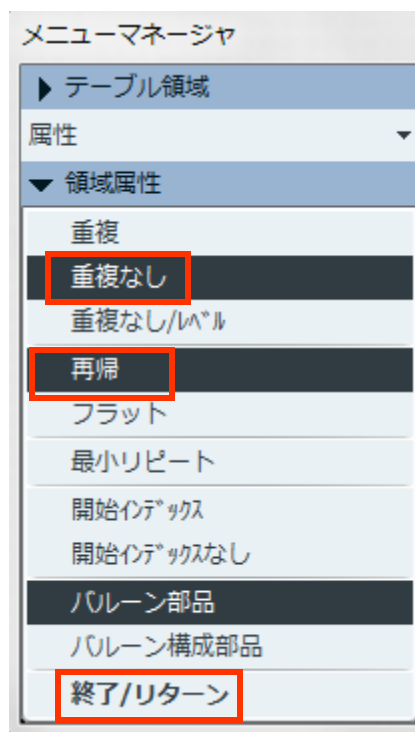 メニューマネージャ
テーブル領域
属性
領域属性
重複
重複なし
重複なし/ﾚﾍﾞﾙ
再帰
フラット
最小リピート
開始ｲﾝﾃﾞｯｸｽ
開始ｲﾝﾃﾞｯｸｽなし
バルーン部品
バルーン構成部品
終了/リターン